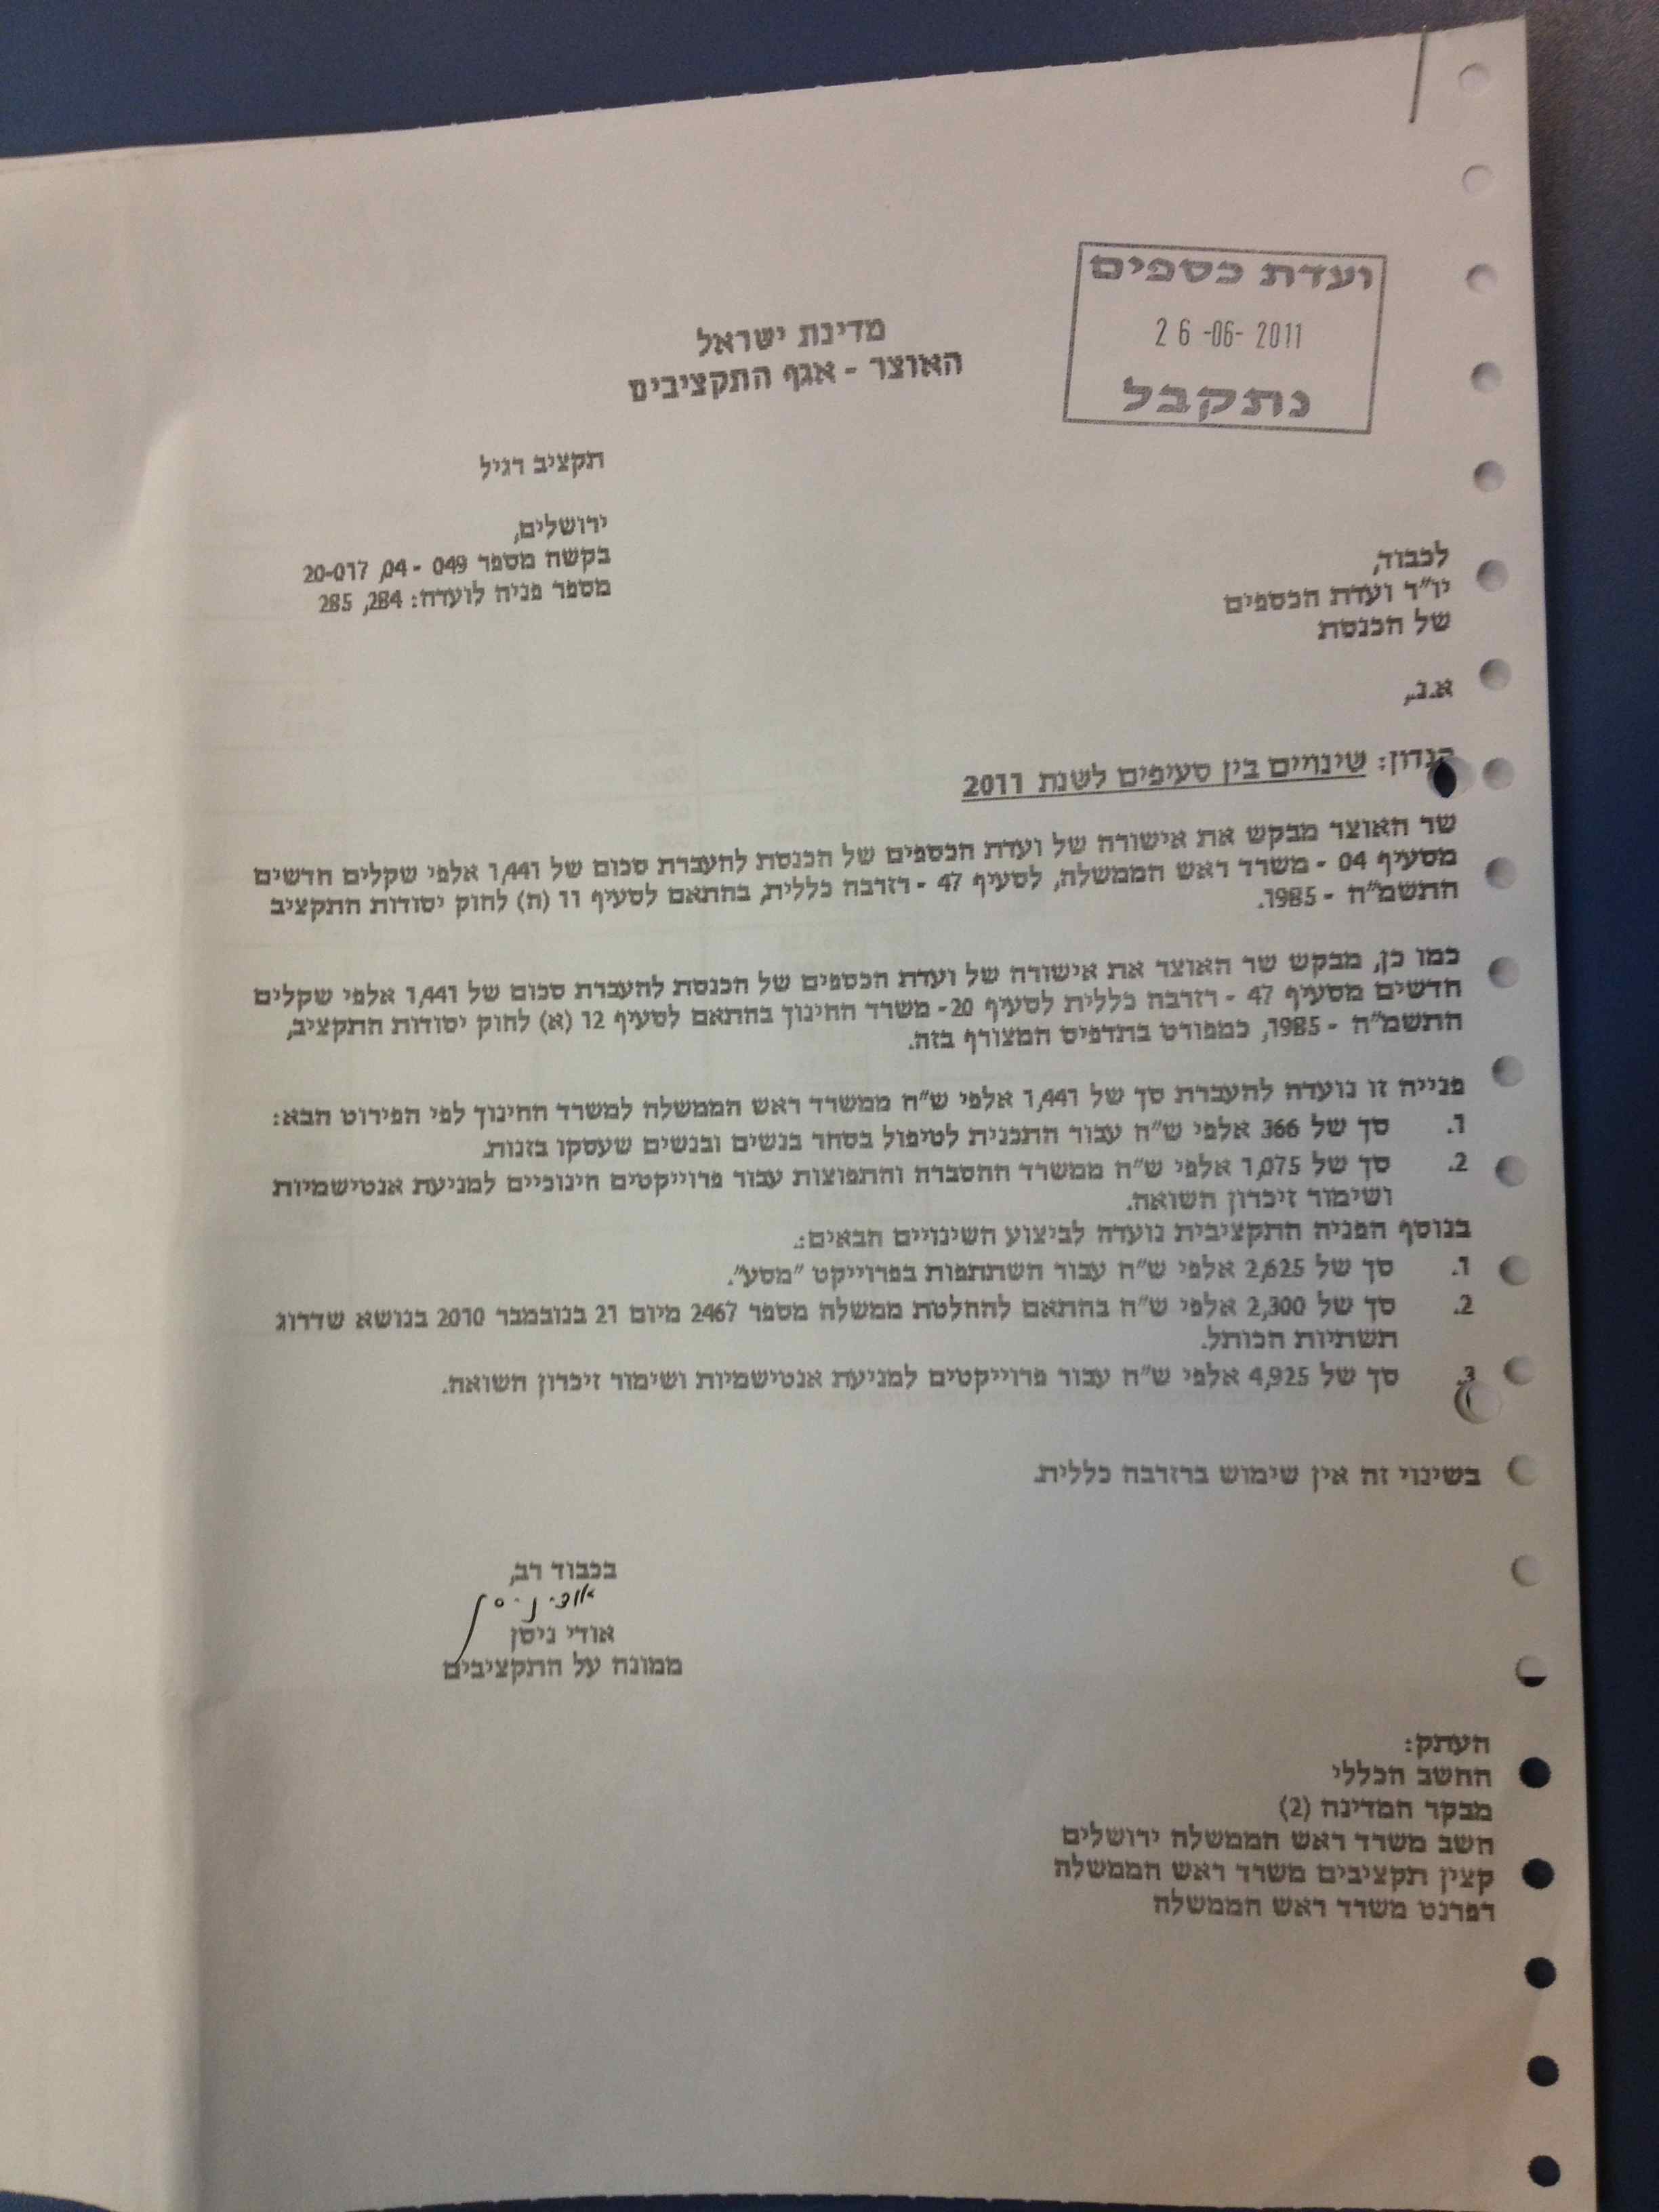 ועדת כספים
26-06-2011
נתקבל
מדינת ישראל
האוצר - אגף התקציבים
תקציב רגיל
ירושלים,
בקשה מספר 049 - 04, 20-017
מספר פניה לועדה: 284, 285
לכבוד,
יו"ר ועדת הכספים
של הכנסת
א.נ.,
הנדון: שינויים בין סעיפים לשנת 2011
שר האוצר מבקש את אישורה של ועדת הכספים של הכנסת להעברת סכום של 1,441 אלפי שקלים חדשים
מסעיף 04 - משרד ראש הממשלה, לסעיף 47 - רזרבה כללית, בהתאם לסעיף 11 (ה) לחוק יסודות התקציב
התשמ"ה - 1985.
כמו כן, מבקש שר האוצר את אישורה של ועדת הכספים של הכנסת להעברת סכום של 1,441 אלפי שקלים
חדשים מסעיף 47 - רזרבה כללית לסעיף 20- משרד החינוך בהתאם לסעיף 12 (א) לחוק יסודות התקציב,
התשמ"ה - 1985, כמפורט בתדפיס המצורף בזה.
פנייה זו נועדה להעברת סך של 1,441 אלפי ש"ח ממשרד ראש הממשלה למשרד החינוך לפי הפירוט הבא:
1. סך של 366 אלפי ש"ח עבור התכנית לטיפול בסחר בנשים ובנשים שעסקו בזנות.
2. סך של 1,075 אלפי ש"ח ממשרד ההסברה והתפוצות עבור פרוייקטים חינוכיים למניעת אנטישמיות
ושימור זיכרון השואה.
בנוסף הפניה התקציבית נועדה לביצוע השינויים הבאים:.
1. סך של 2,625 אלפי ש"ח עבור השתתפות בפרוייקט "מסע".
2. סך של 2,300 אלפי ש"ח בהתאם להחלטת ממשלה מספר 2467 מיום 21 בנובמבר 2010 בנושא שדרוג
תשתיות הכותל.
3. סך של 4,925 אלפי ש"ח עבור פרוייקטים למניעת אנטישמיות ושימור זיכרון השואה.
בשינוי זה אין שימוש ברזרבה כללית.
בכבוד רב,
אודי ניסן
אודי ניסן
ממונה על התקציבים
העתק:
החשב הכללי
מבקר המדינה (2)
חשב משרד ראש הממשלה ירושלים
קצין תקציבים משרד ראש הממשלה
רפרנט משרד ראש הממשלה